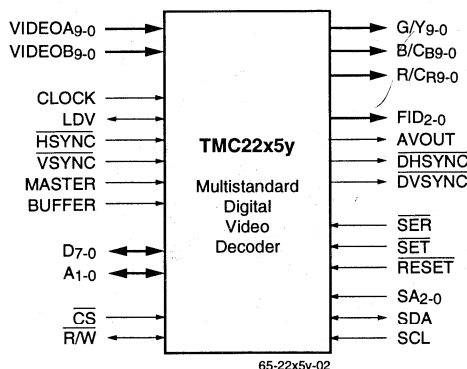 VIDEOA9-0
VIDEOB9-0
CLOCK
LDV
HSYNC
VSYNC
MASTER
BUFFER
D7-0
A1-0
CS
R/W
TMC22x5y
Multistandard
Digital
Video
Decoder
G/Y9-0
B/CB9-0
R/CR9-0
FID2-0
AVOUT
DHSYNC
DVSYNC
SER
SET
RESET
SA2-0
SDA
SCL
65-22x5y-02